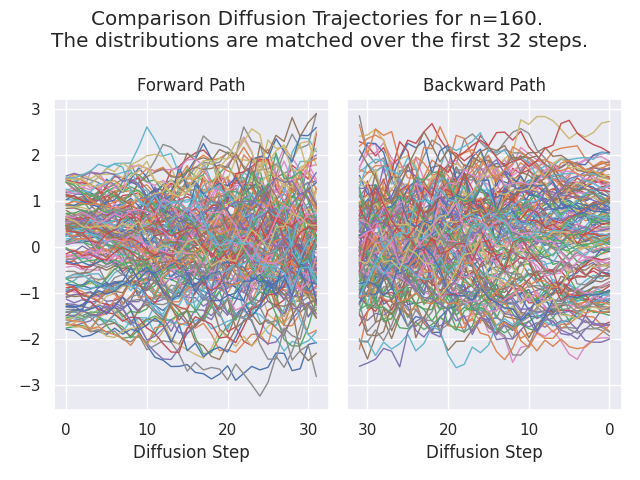 Comparison Diffusion Trajectories for n=160.
The distributions are matched over the first 32 steps.
Forward Path
Backward Path
3
2
1
0
−1
−2
−3
0 10 20 30
30 20 10 0
Diffusion Step
Diffusion Step